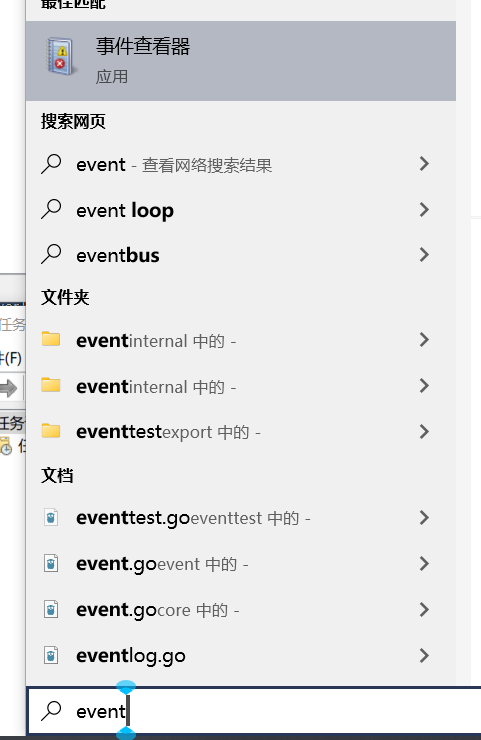 最佳匹配
事件查看器
应用
搜索网页
event - 查看网络搜索结果
event loop
eventbus
文件夹
eventinternal 中的 -
eventinternal 中的 -
eventtestexport 中的 -
文档
eventtest.goeventtest 中的 -
event.goevent 中的 -
event.gocore 中的 -
eventlog.go
event
任务
(F)
任务